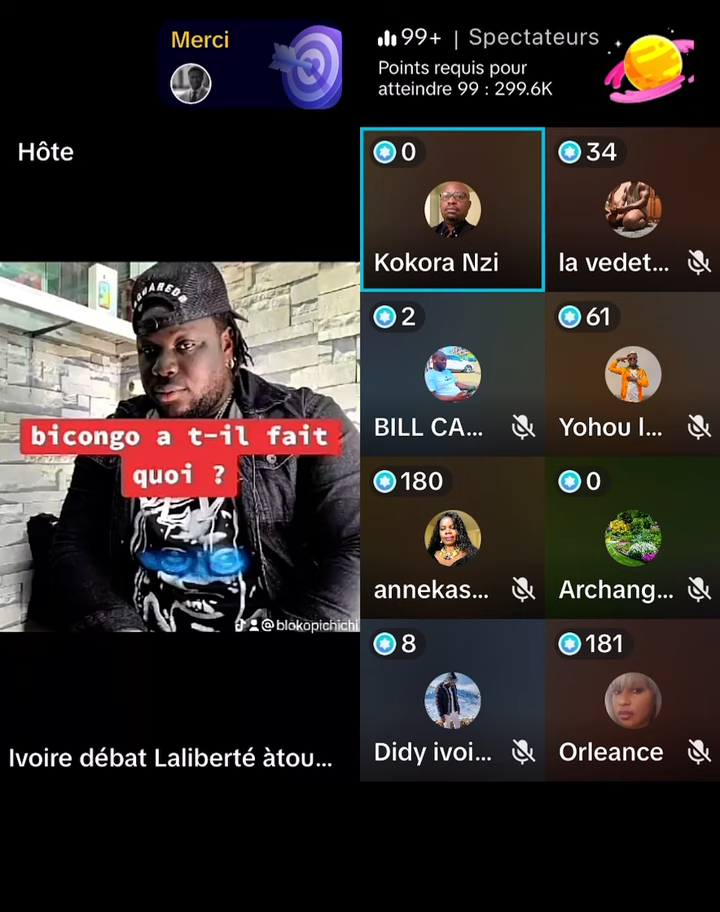 Merci
99+ | Spectateurs
Points requis pour
atteindre 99 : 299.6K
Hôte
0
Kokora Nzi
34
la vedet...
2
BILL CA...
61
Yohou l...
180
annekas...
0
Archang...
8
Didy ivoi...
181
Orleance
bicongo a t-il fait
quoi ?
@blokopichichi
Ivoire débat Laliberté àtou...